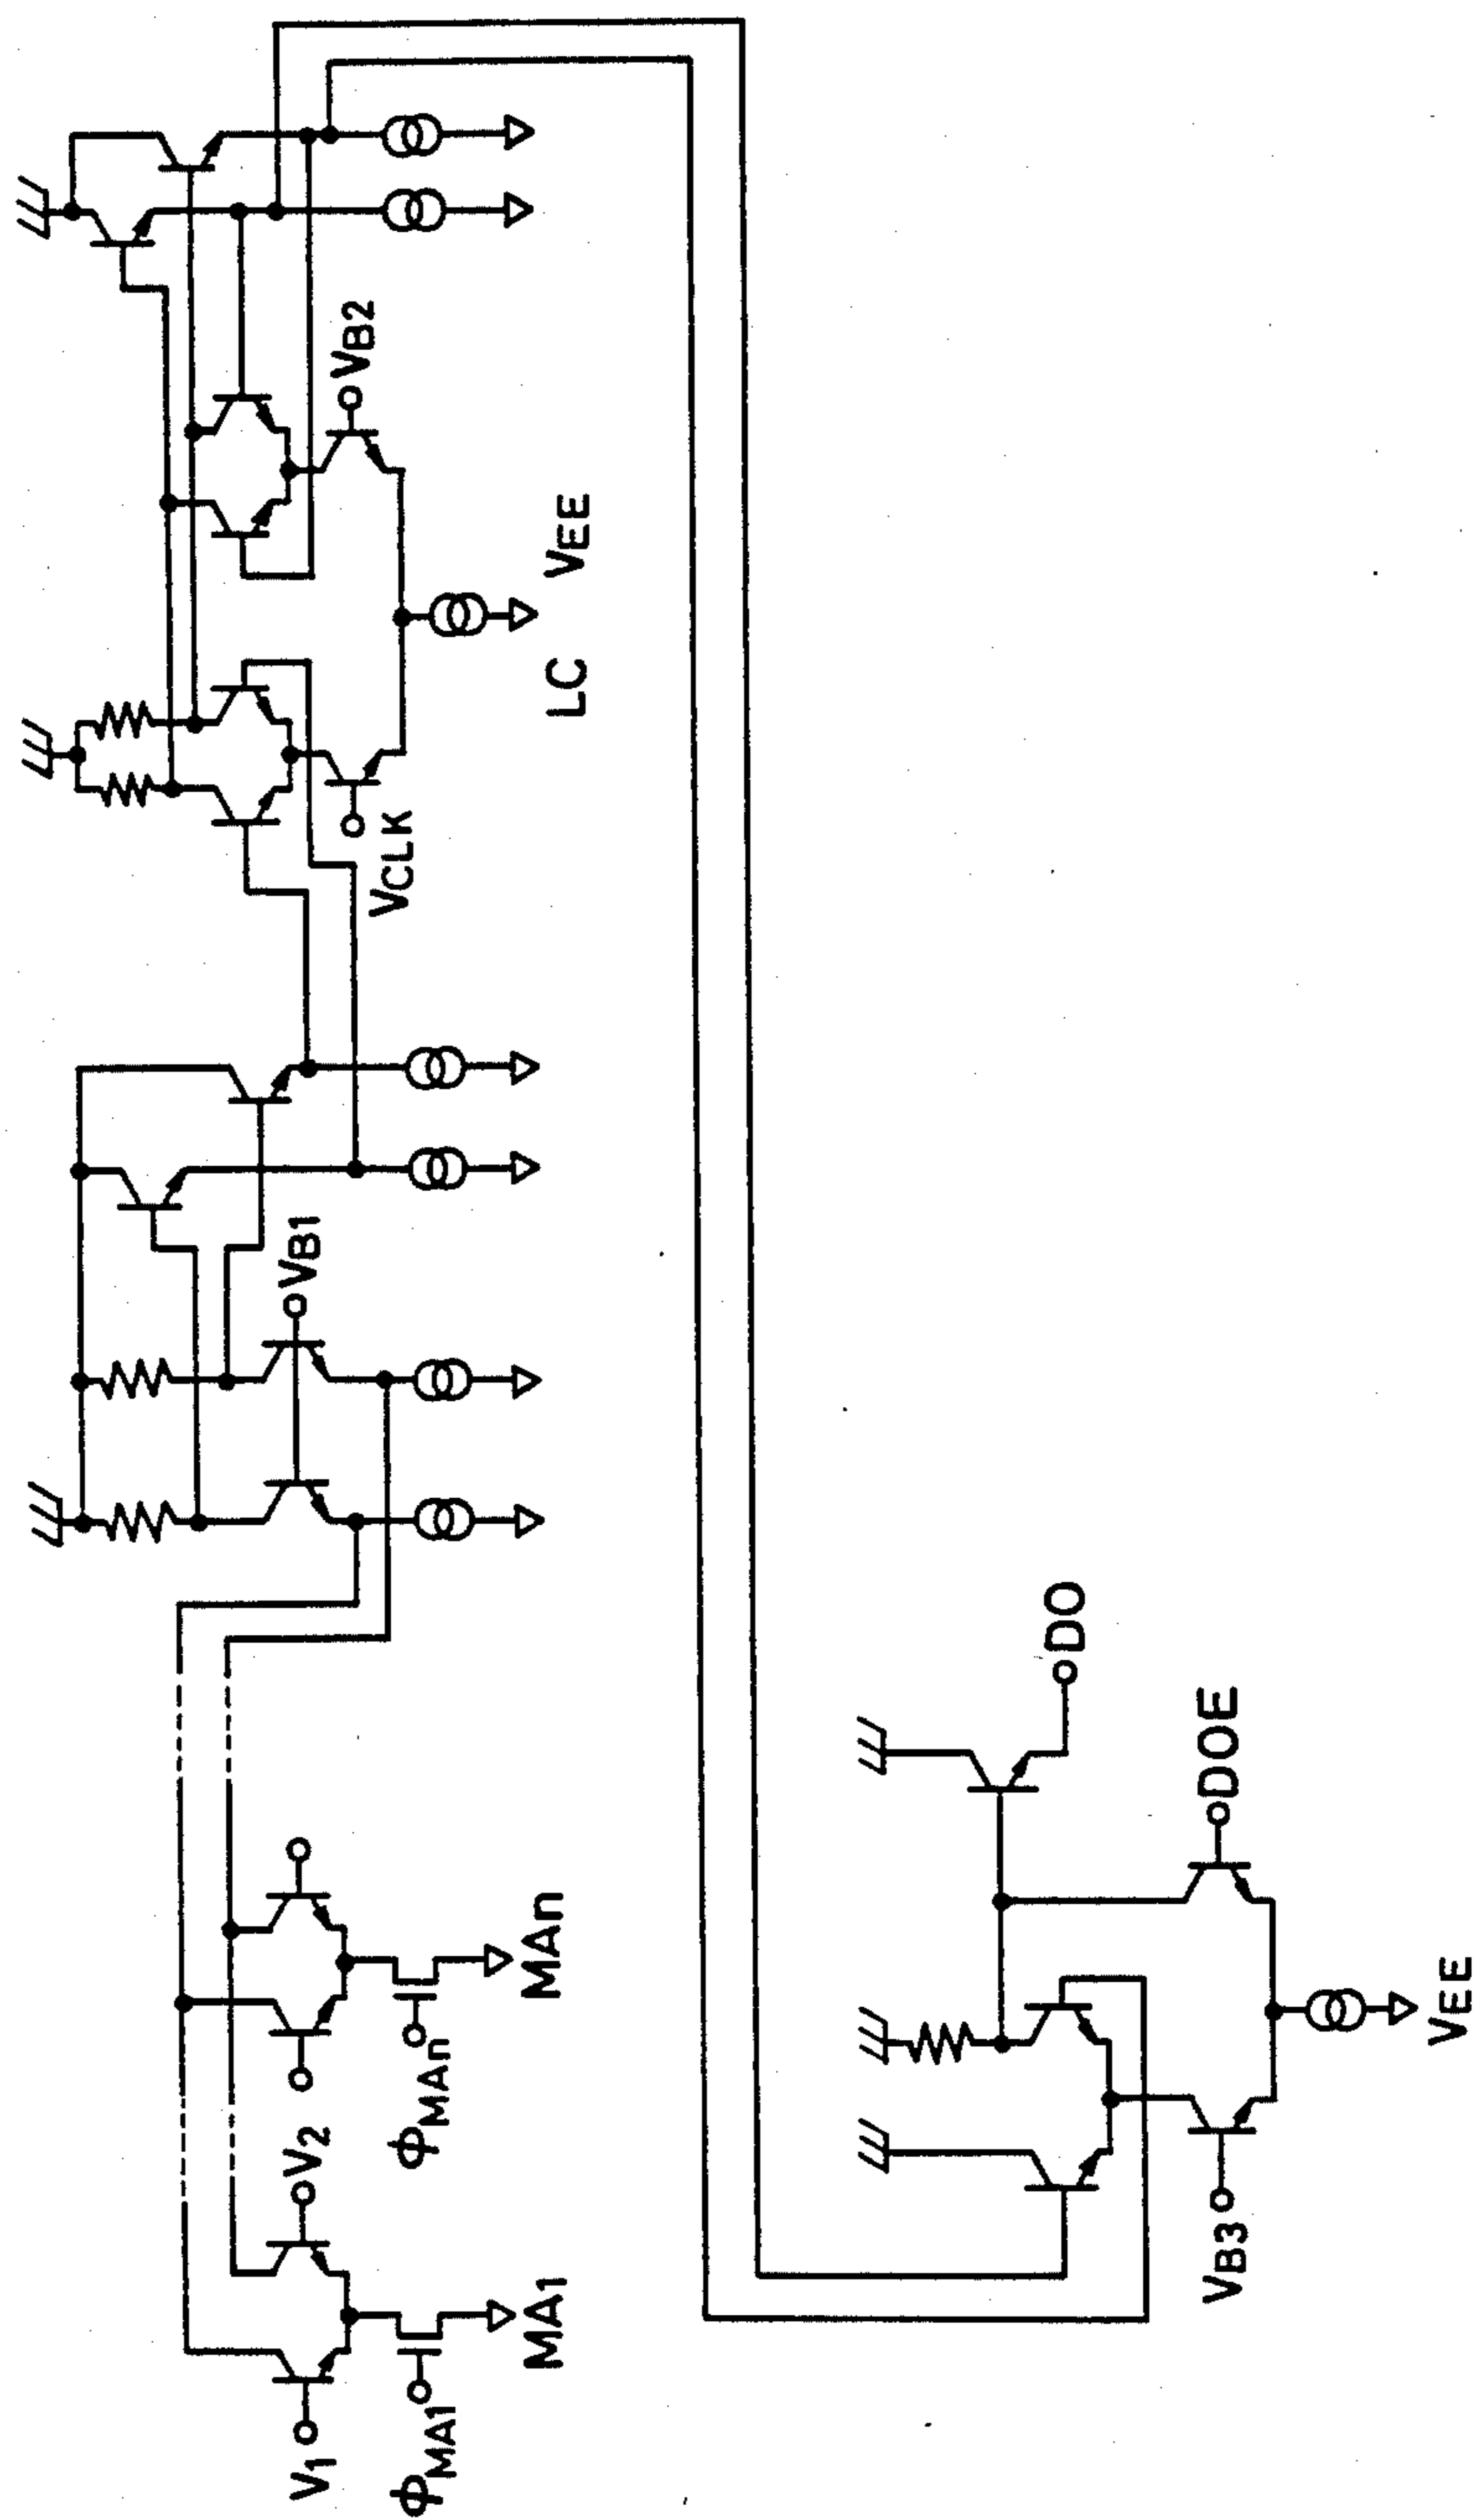 V1
V2
ΦMA1
MA1
ΦMAn
MAn
VB1
VCLK
LC
VEE
VB2
VB3
DO
DOE
VEE